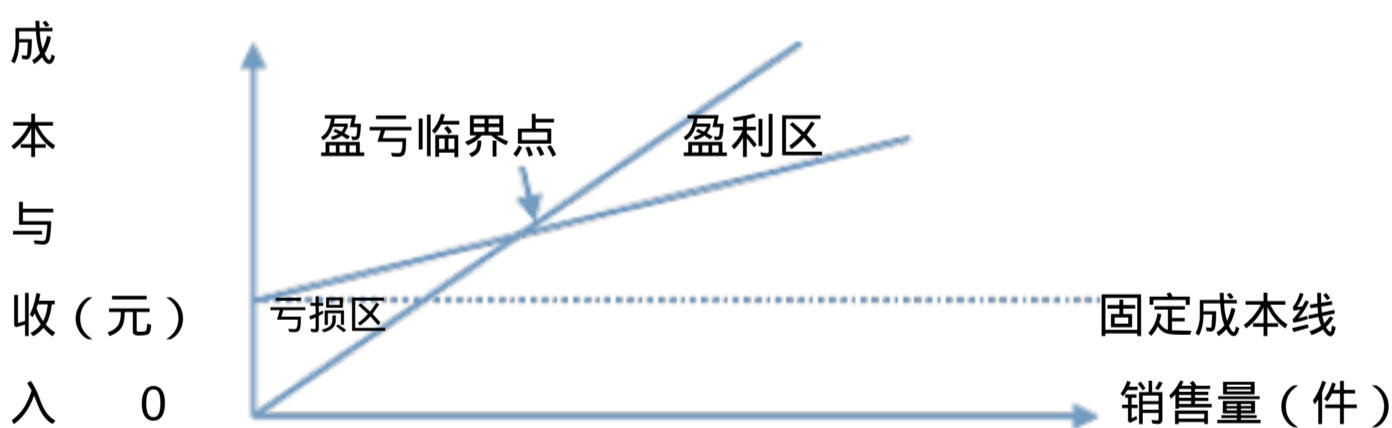 成
本
盈亏临界点 盈利区
与
收（元）
亏损区
固定成本线
入 0
销售量（件）